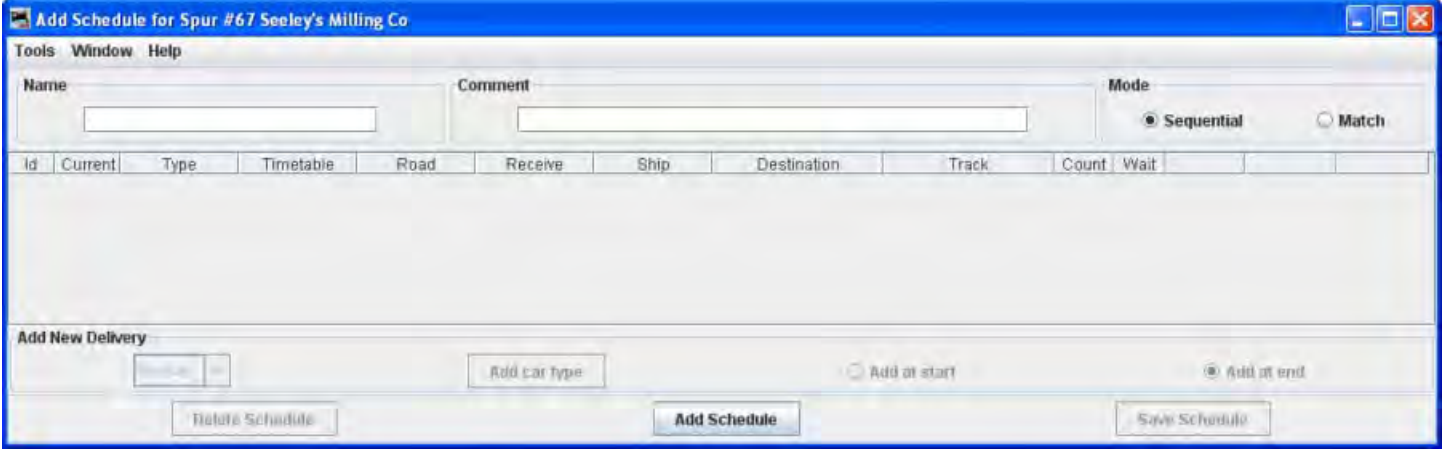 Add Schedule for Spur #67 Seeley's Milling Co
Tools Window Help
Name Comment Mode
Sequential Match
Id Current Type Timetable Road Receive Ship Destination Track Count Wait
Add New Delivery
Add car type Add at start Add at end
Delete Schedule Add Schedule Save Schedule